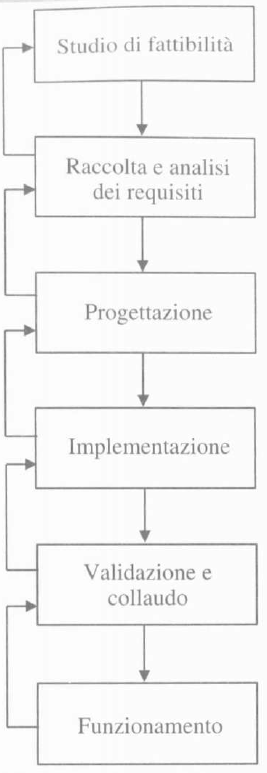 Studio di fattibilità
Raccolta e analisi
dei requisiti
Progettazione
Implementazione
Validazione e
collaudo
Funzionamento